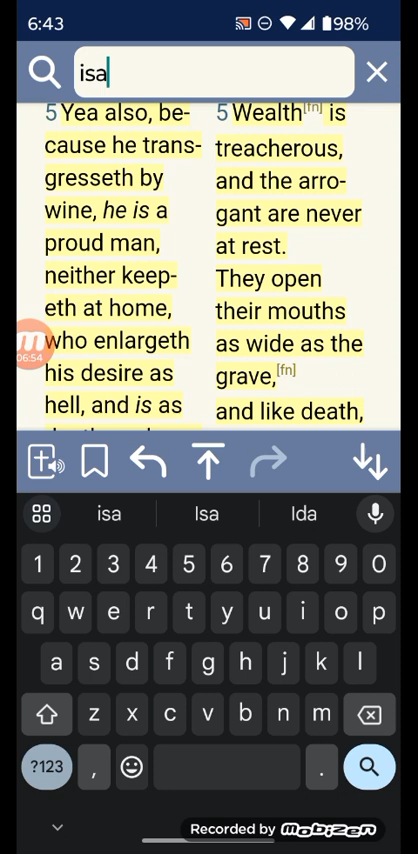 6:43
98%
isa
5 Yea also, be-
cause he trans-
gresseth by
wine, he is a
proud man,
neither keep-
eth at home,
who enlargeth
his desire as
hell, and is as
5 Wealth[fn] is
treacherous,
and the arro-
gant are never
at rest.
They open
their mouths
as wide as the
grave,[fn]
and like death,
06:54
isa Isa Ida
1 2 3 4 5 6 7 8 9 0
q w e r t y u i o p
a s d f g h j k l
z x c v b n m
?123 , .
Recorded by mobizen